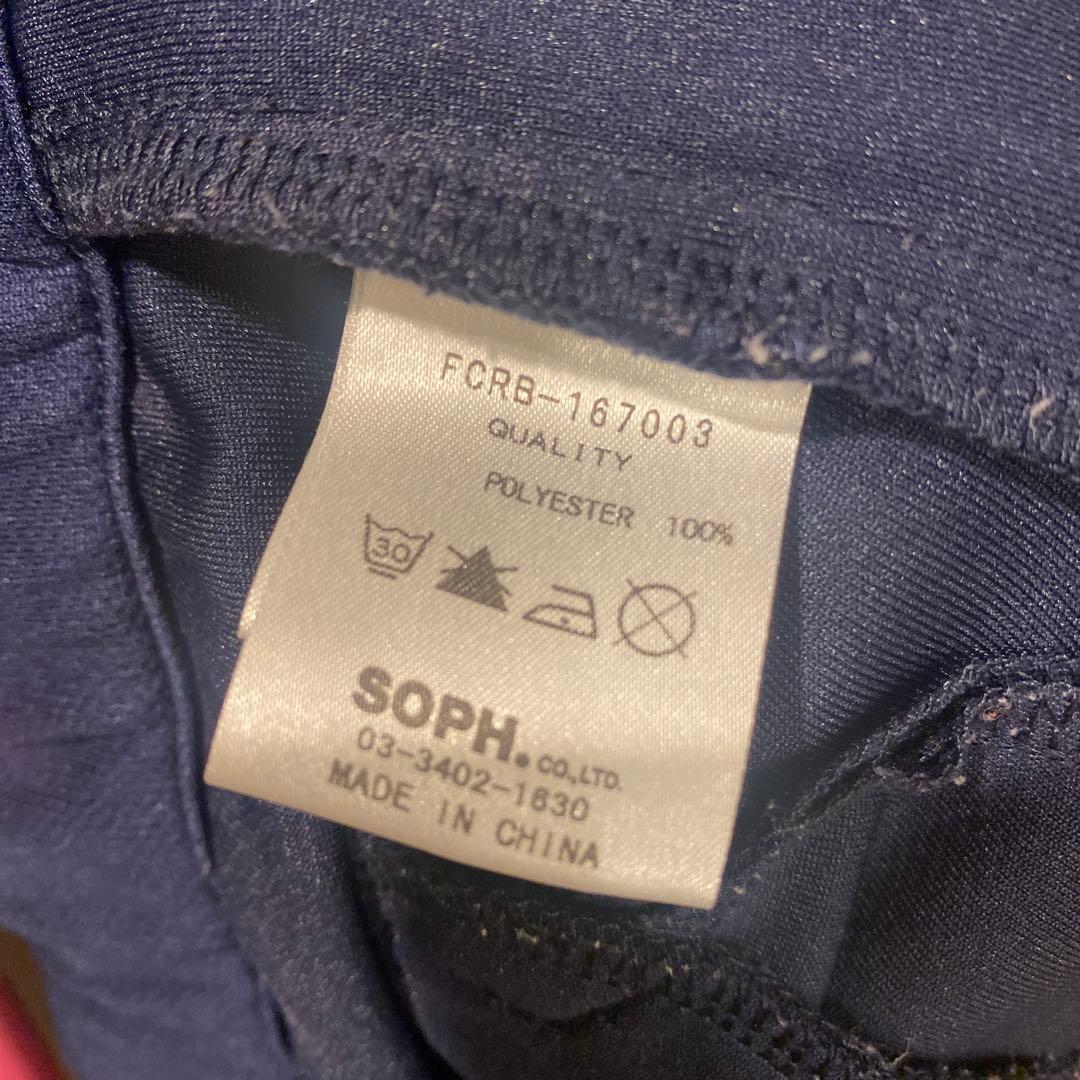 FCRB-167003
QUALITY
POLYESTER 100%
30
SOPH.CO.,LTD.
03-3402-1630
MADE IN CHINA